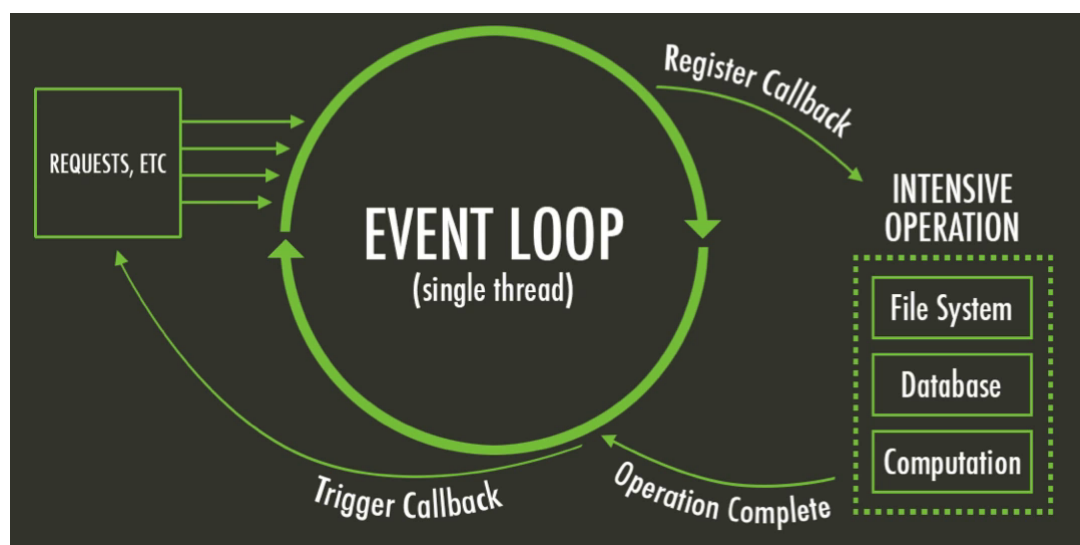 REQUESTS, ETC
EVENT LOOP
(single thread)
Register Callback
INTENSIVE
OPERATION
File System
Database
Computation
Operation Complete
Trigger Callback